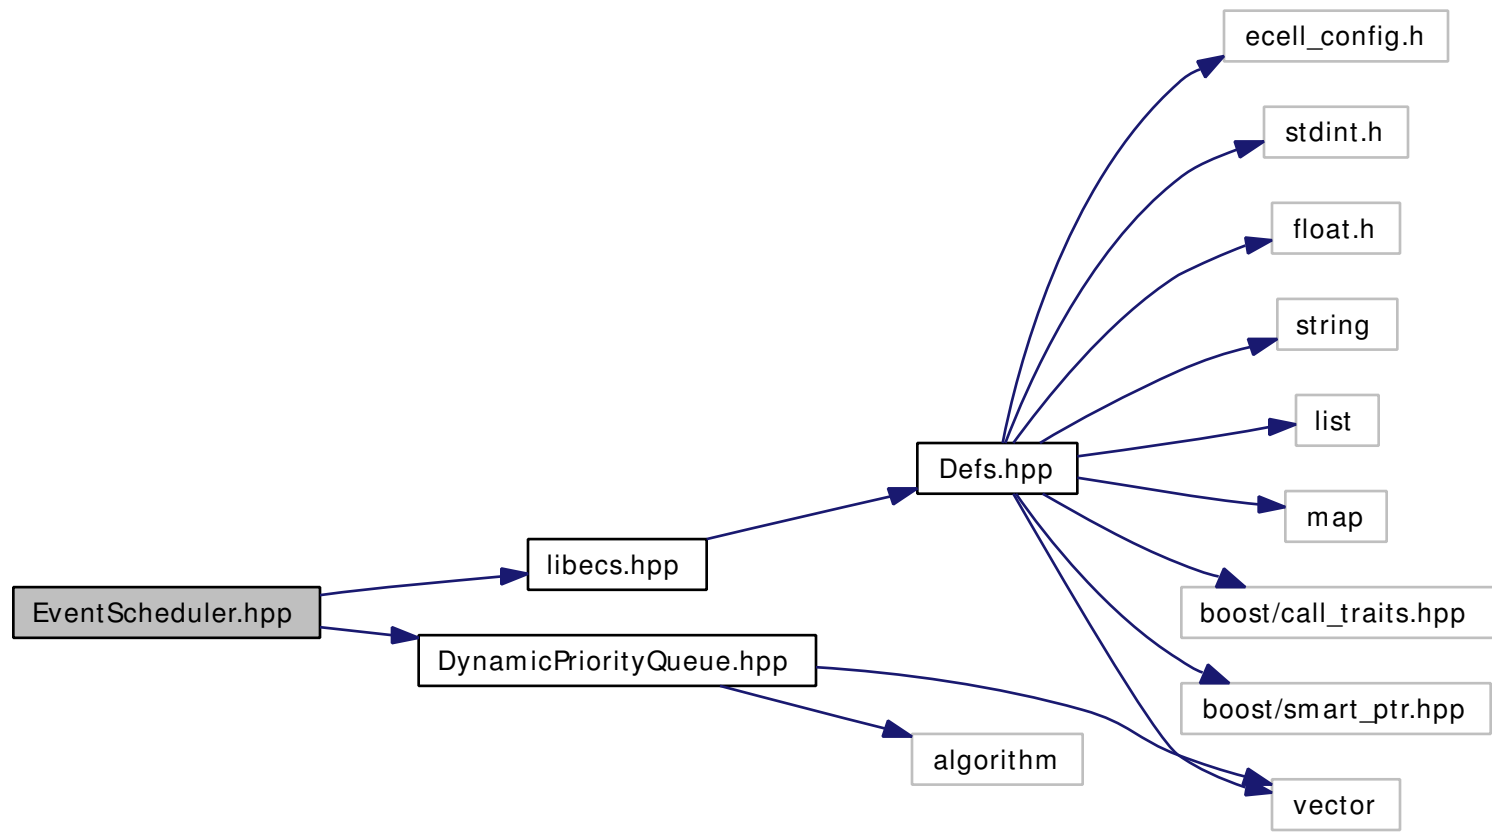 ecell_config.h
stdint.h
float.h
string
list
Defs.hpp
map
libecs.hpp
EventScheduler.hpp
boost/call_traits.hpp
DynamicPriorityQueue.hpp
boost/smart_ptr.hpp
algorithm
vector